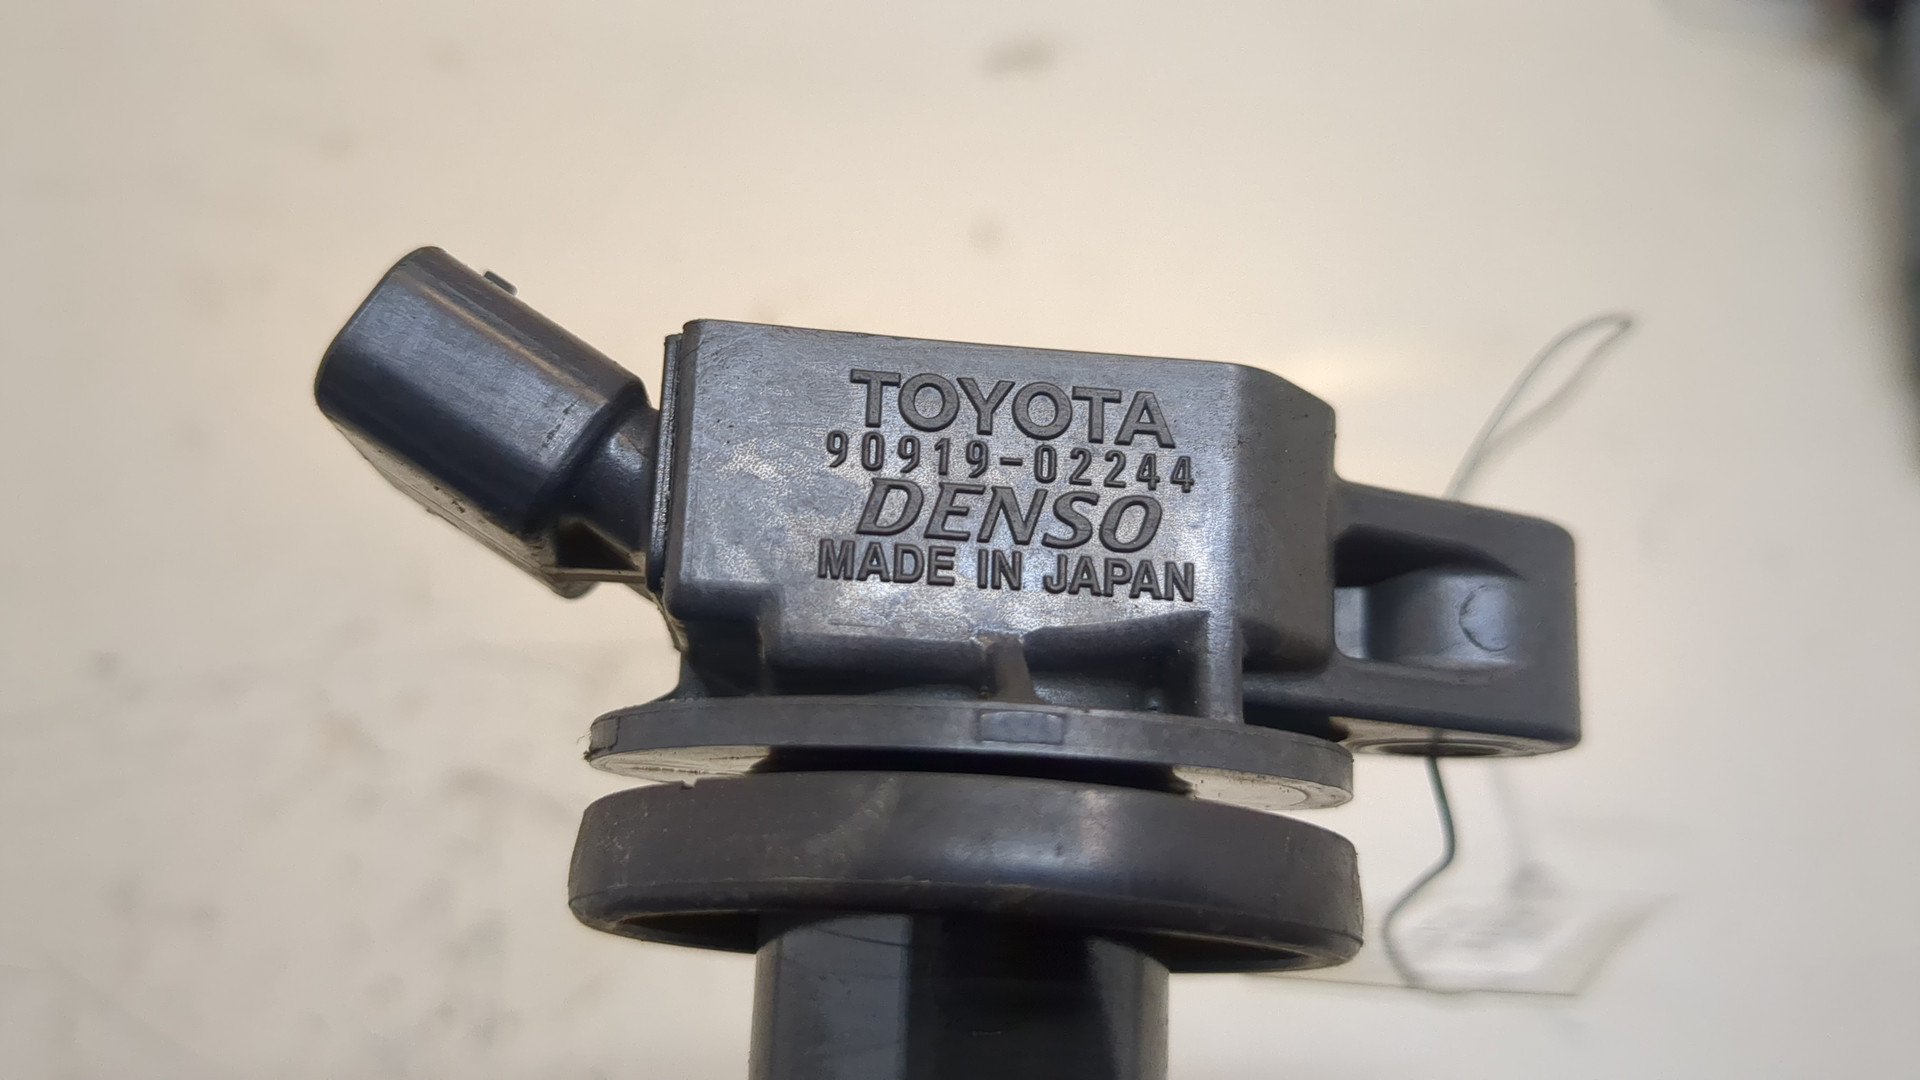 TOYOTA
90919-02244
DENSO
MADE IN JAPAN